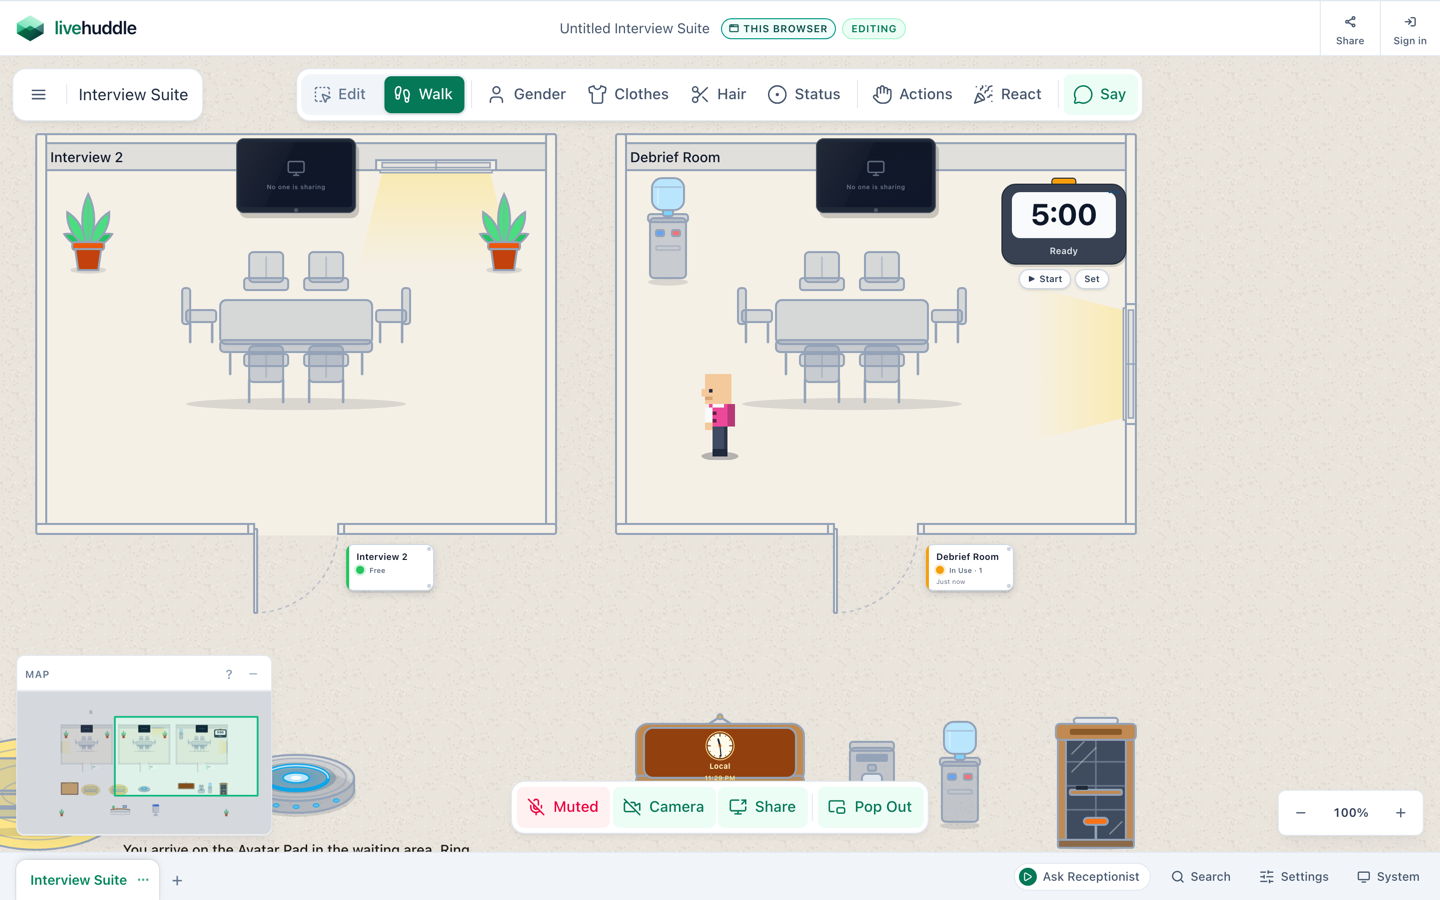 livehuddle
Untitled Interview Suite
THIS BROWSER
EDITING
Share
Sign in
Interview Suite
Edit
Walk
Gender
Clothes
Hair
Status
Actions
React
Say
Interview 2
No one is sharing
Debrief Room
No one is sharing
5:00
Ready
Start
Set
Interview 2
Free
Debrief Room
In Use · 1
Just now
MAP
?
Local
11:29 PM
Muted
Camera
Share
Pop Out
100%
You arrive on the Avatar Pad in the waiting area. Ring
Interview Suite
Ask Receptionist
Search
Settings
System